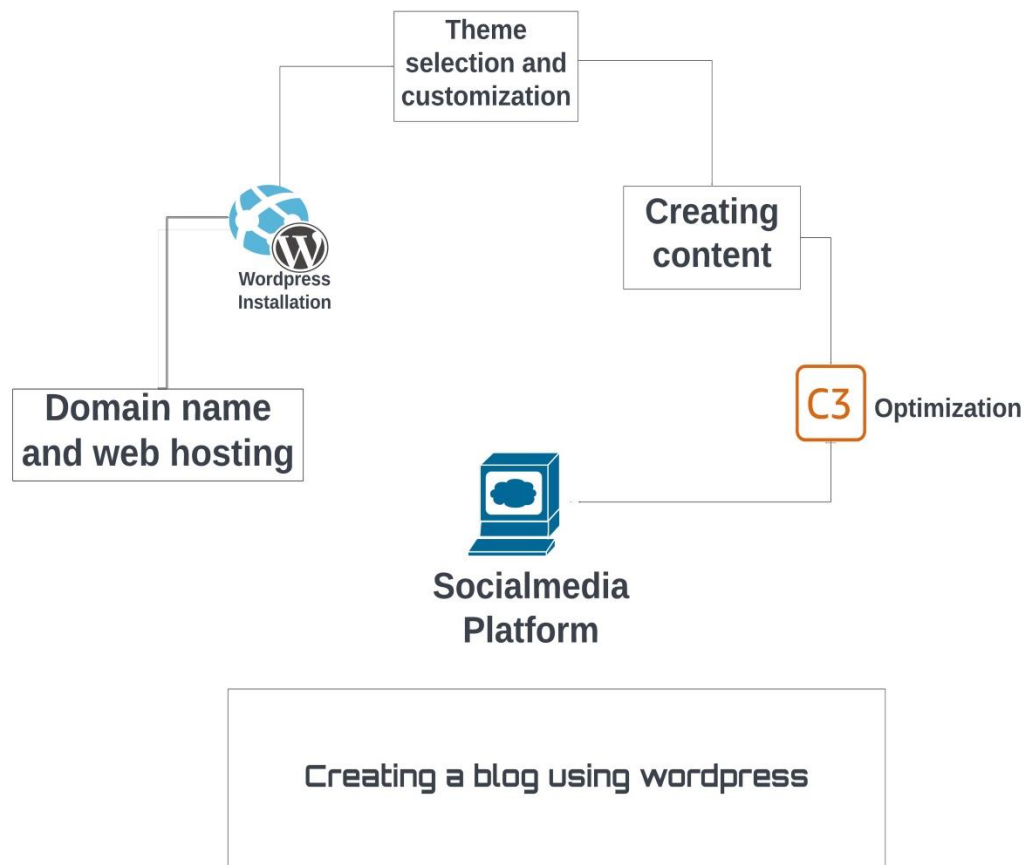 Theme
selection and
customization
Creating
content
W
Wordpress
Installation
Domain name
and web hosting
C3
Optimization
Socialmedia
Platform
Creating a blog using wordpress